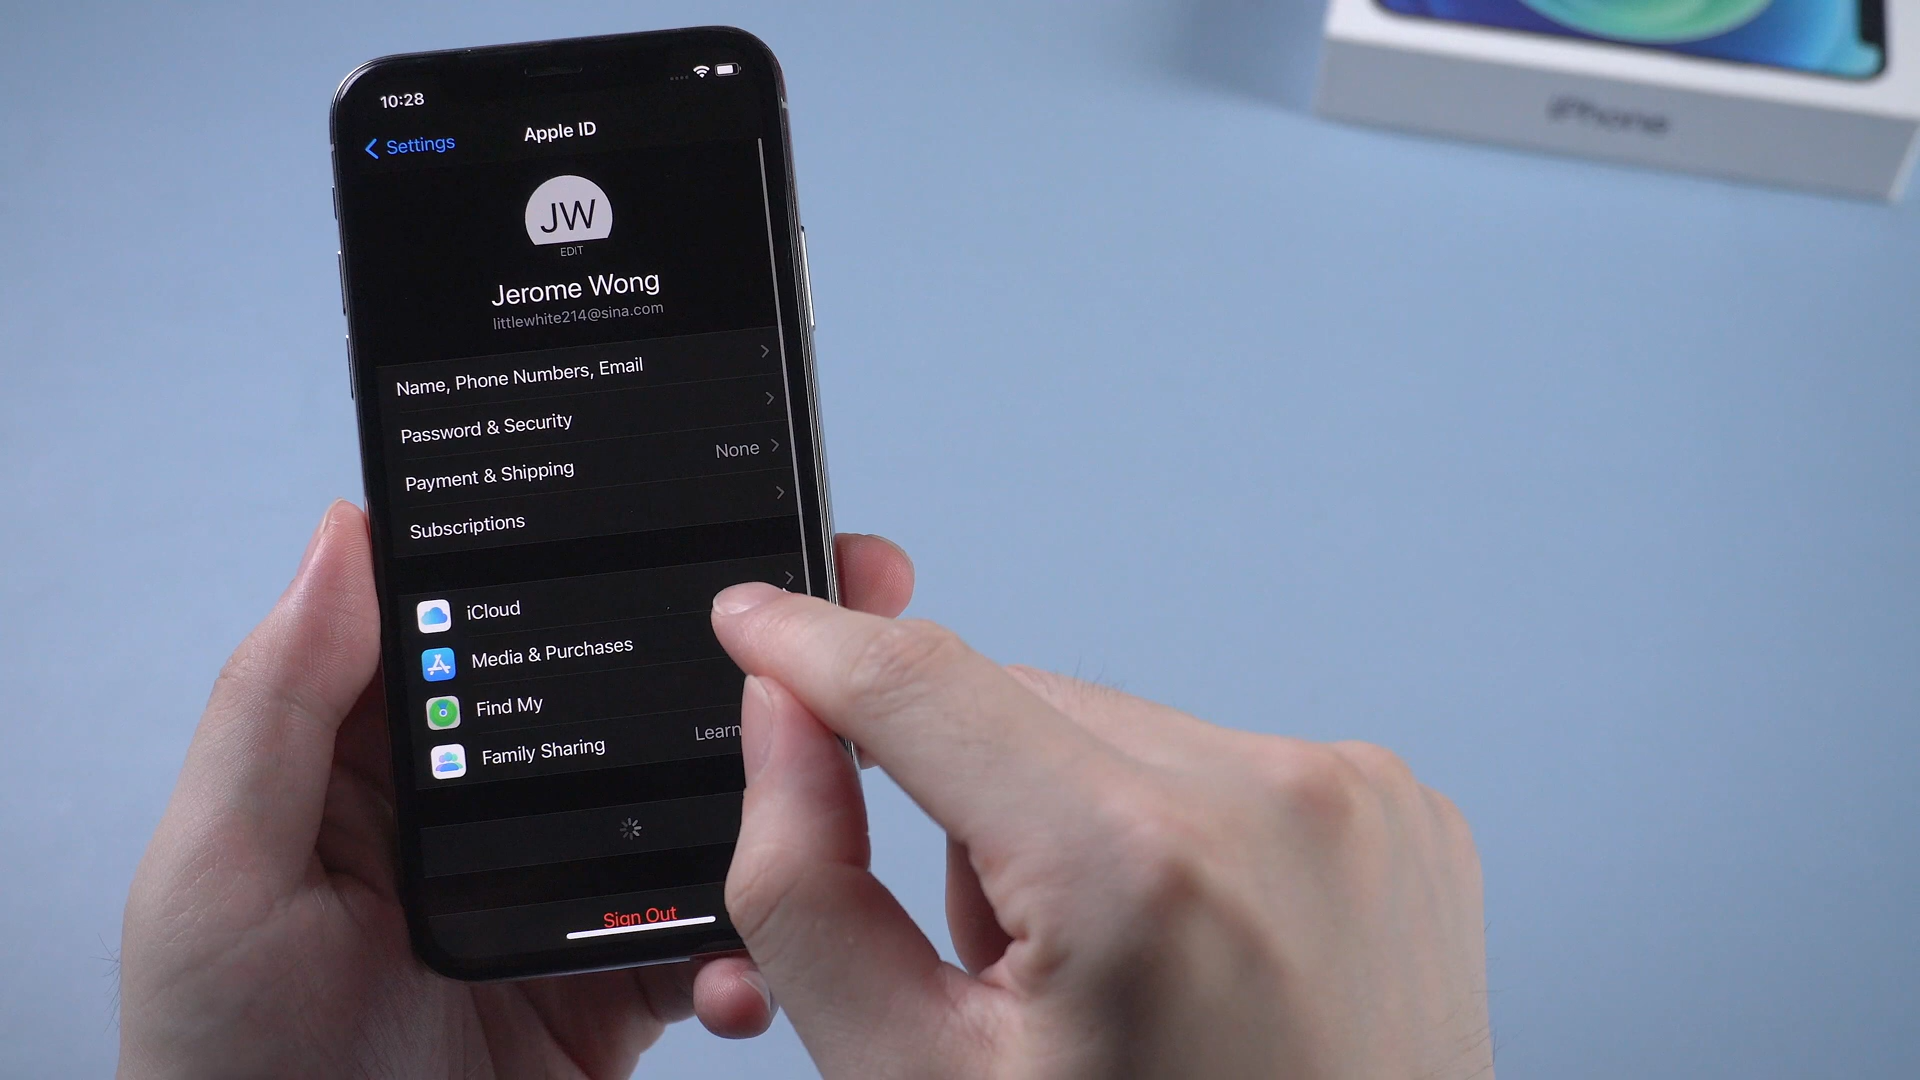 10:28
Settings
Apple ID
JW
EDIT
Jerome Wong
littlewhite214@sina.com
Name, Phone Numbers, Email
Password & Security
Payment & Shipping None
Subscriptions
iCloud
Media & Purchases
Find My
Family Sharing Learn
Sign Out
iPhone